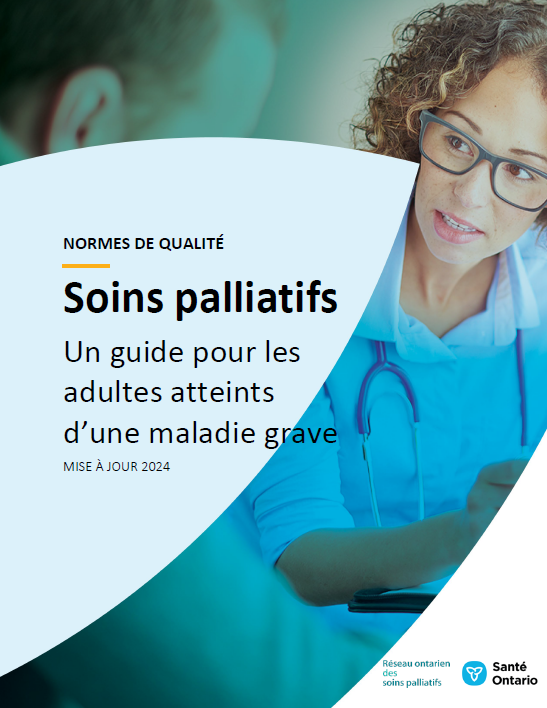 NORMES DE QUALITÉ
Soins palliatifs
Un guide pour les
adultes atteints
d’une maladie grave
MISE À JOUR 2024
Réseau ontarien
des
soins palliatifs
Santé
Ontario